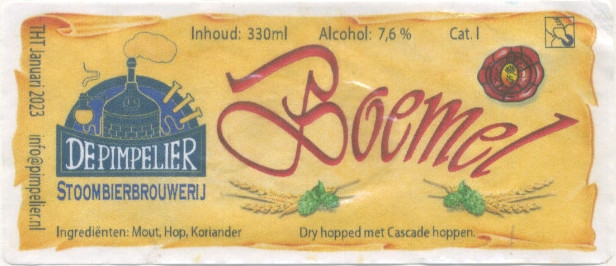 Inhoud: 330ml Alcohol: 7,6 % Cat. I
THT Januari 2023 info@pimpelier.nl
Boemel
DE PIMPELIER
STOOMBIERBROUWERIJ
Ingrediënten: Mout, Hop, Koriander
Dry hopped met Cascade hoppen.